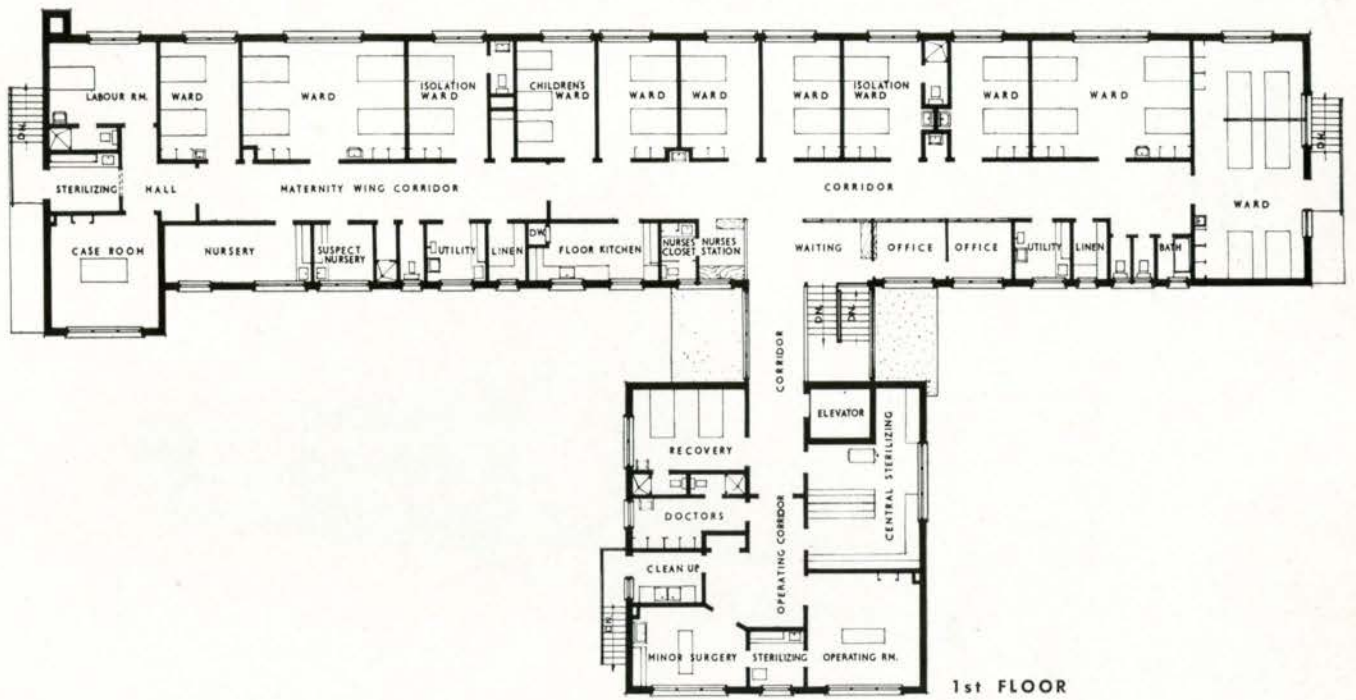 LABOUR RM.
WARD
WARD
ISOLATION
WARD
CHILDREN'S
WARD
WARD
WARD
WARD
ISOLATION
WARD
WARD
WARD
DN.
STERILIZING
HALL
MATERNITY WING CORRIDOR
CORRIDOR
WARD
DN.
CASE ROOM
NURSERY
SUSPECT
NURSERY
UTILITY
LINEN
DW
FLOOR KITCHEN
NURSES
CLOSET
NURSES
STATION
WAITING
OFFICE
OFFICE
UTILITY
LINEN
BATH
CORRIDOR
DN.
DN.
ELEVATOR
RECOVERY
CENTRAL STERILIZING
DOCTORS
OPERATING CORRIDOR
CLEAN UP
DN.
MINOR SURGERY
STERILIZING
OPERATING RM.
1st FLOOR